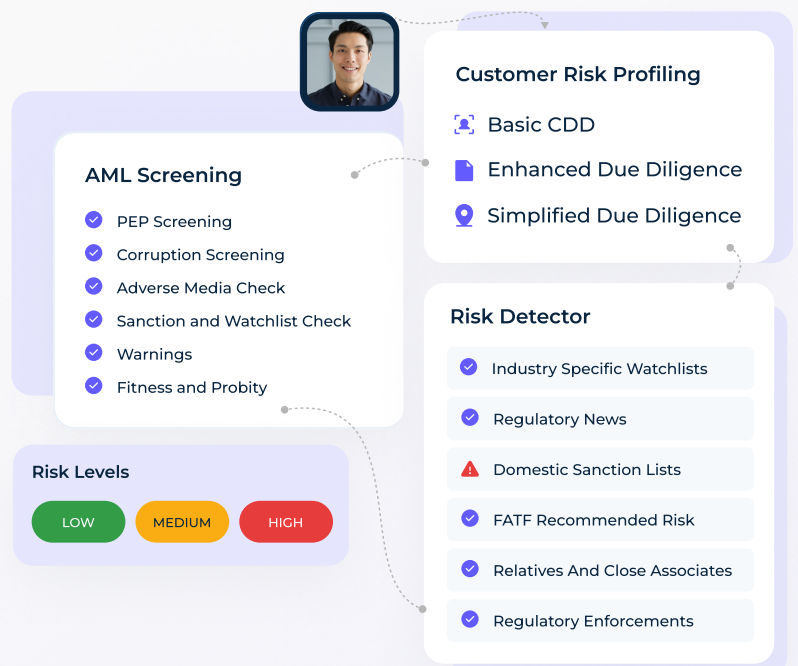 Customer Risk Profiling
Basic CDD
Enhanced Due Diligence
Simplified Due Diligence
AML Screening
PEP Screening
Corruption Screening
Adverse Media Check
Sanction and Watchlist Check
Warnings
Fitness and Probity
Risk Detector
Industry Specific Watchlists
Regulatory News
Domestic Sanction Lists
FATF Recommended Risk
Relatives And Close Associates
Regulatory Enforcements
Risk Levels
LOW
MEDIUM
HIGH